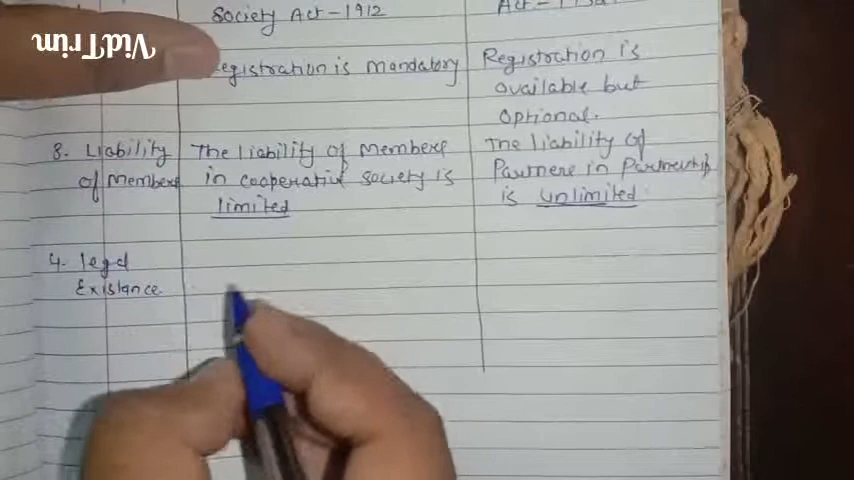 VidTrim
Society Act-1912
Registration is mandatory
Registration is
available but
Optional.
8. Liability
of Members
The liability of Members
in cooperative society is
limited
The liability of
Partners in Partnership
is unlimited
4. legal
Existance